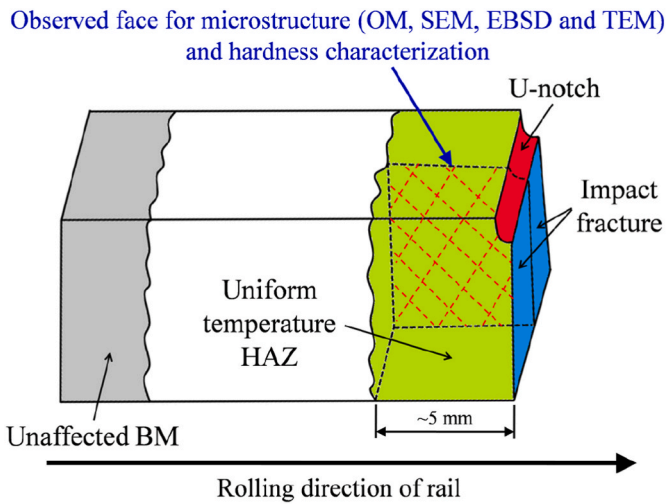 Observed face for microstructure (OM, SEM, EBSD and TEM)
and hardness characterization
U-notch
Impact
fracture
Uniform
temperature
HAZ
Unaffected BM
~5 mm
Rolling direction of rail